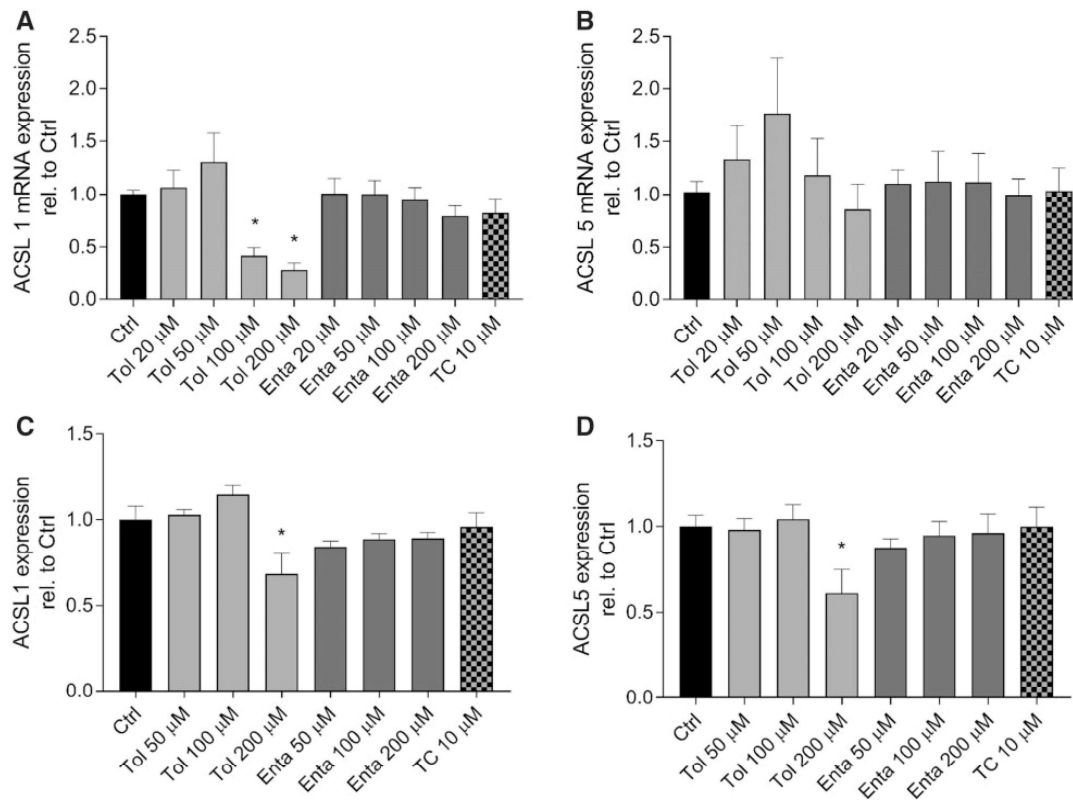 A
ACSL 1 mRNA expression
rel. to Ctrl
2.5
2.0
1.5
1.0
0.5
0.0
*
*
Ctrl
Tol 20 μM
Tol 50 μM
Tol 100 μM
Tol 200 μM
Enta 20 μM
Enta 50 μM
Enta 100 μM
Enta 200 μM
TC 10 μM
B
ACSL 5 mRNA expression
rel. to Ctrl
2.5
2.0
1.5
1.0
0.5
0.0
Ctrl
Tol 20 μM
Tol 50 μM
Tol 100 μM
Tol 200 μM
Enta 20 μM
Enta 50 μM
Enta 100 μM
Enta 200 μM
TC 10 μM
C
ACSL1 expression
rel. to Ctrl
1.5
1.0
0.5
0.0
*
Ctrl
Tol 50 μM
Tol 100 μM
Tol 200 μM
Enta 50 μM
Enta 100 μM
Enta 200 μM
TC 10 μM
D
ACSL5 expression
rel. to Ctrl
1.5
1.0
0.5
0.0
*
Ctrl
Tol 50 μM
Tol 100 μM
Tol 200 μM
Enta 50 μM
Enta 100 μM
Enta 200 μM
TC 10 μM